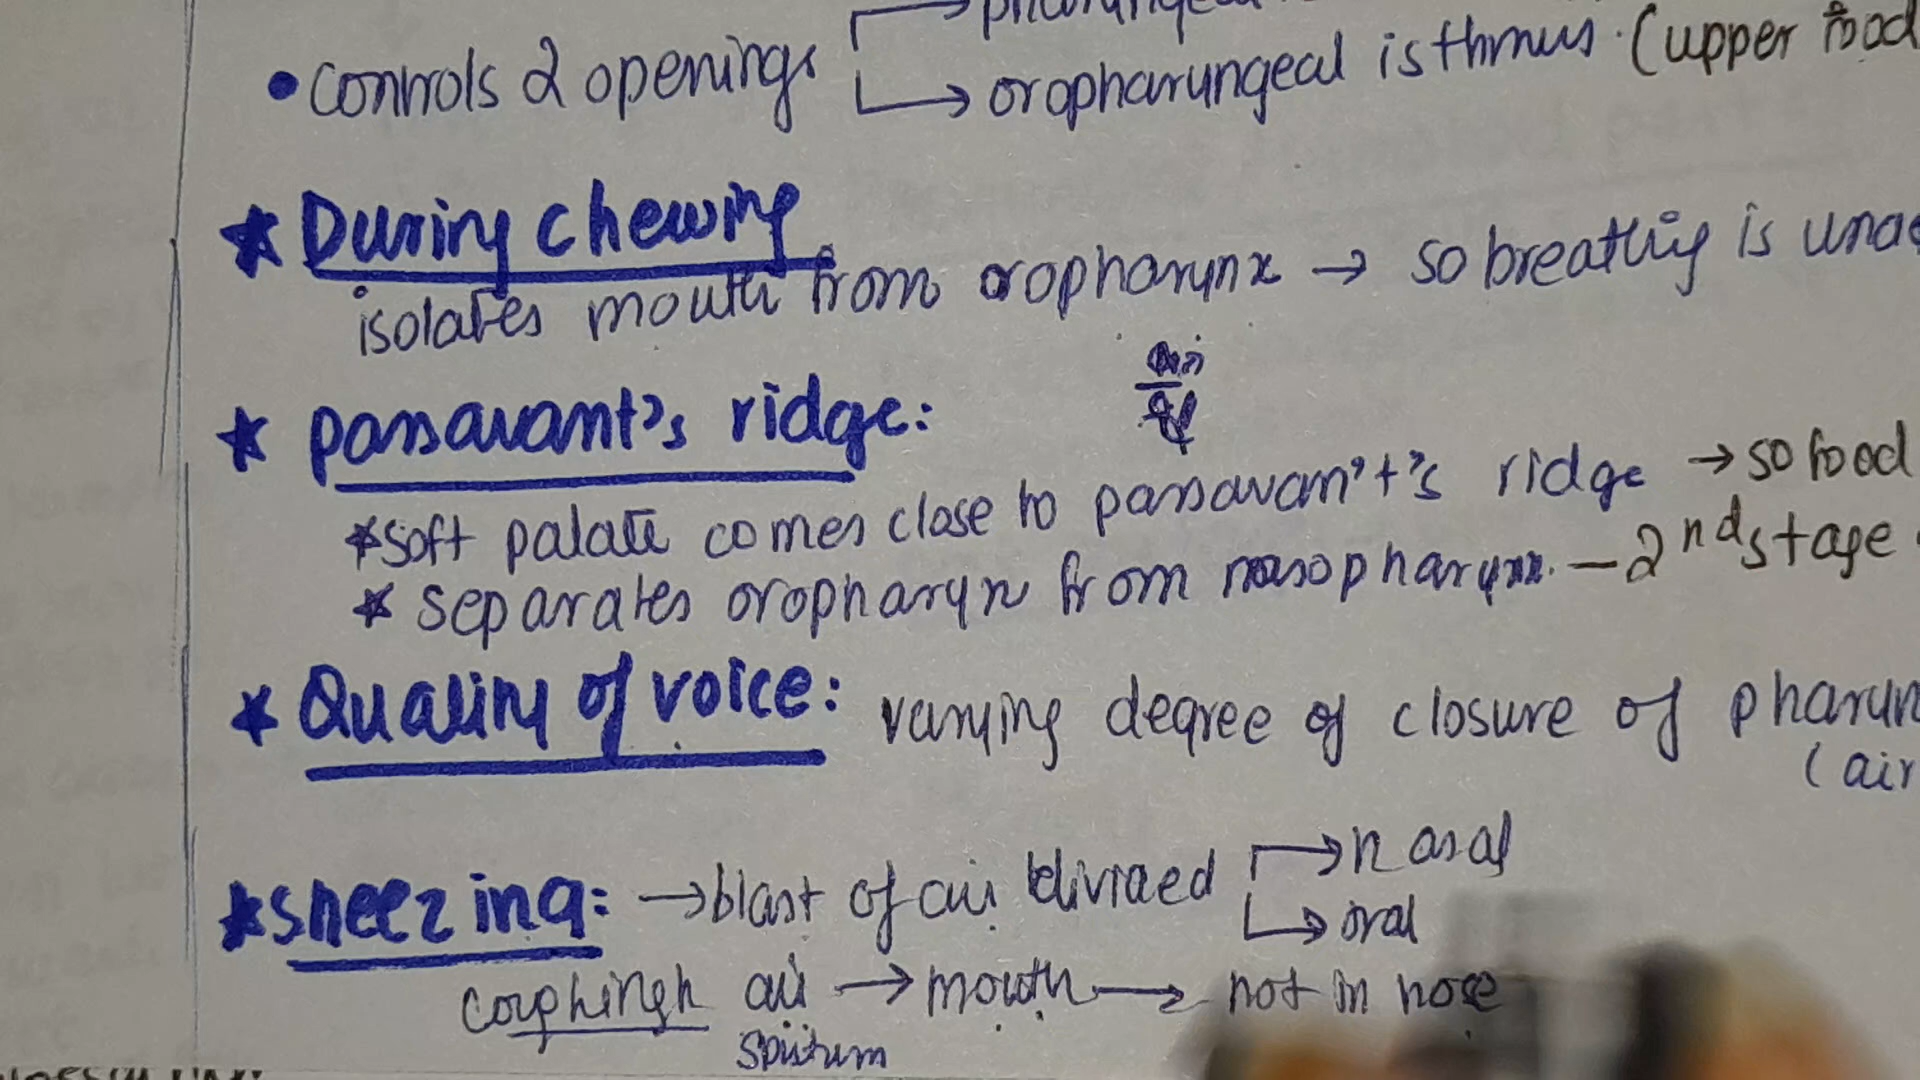 • Controls 2 openings
→ oropharyngeal isthmus. (upper food
★ During chewing
isolates mouth from oropharynx → so breathing is una
★ passavant's ridge:
*soft palate comes close to passavan't's ridge → so food
* separates oropharynx from nasopharynx. – 2nd stage
★ Quality of voice: varying degree of closure of pharyn
(air
★ sneezing: → blast of air divided → nasal
→ oral
coughingh air → mouth → not in nose
sputum